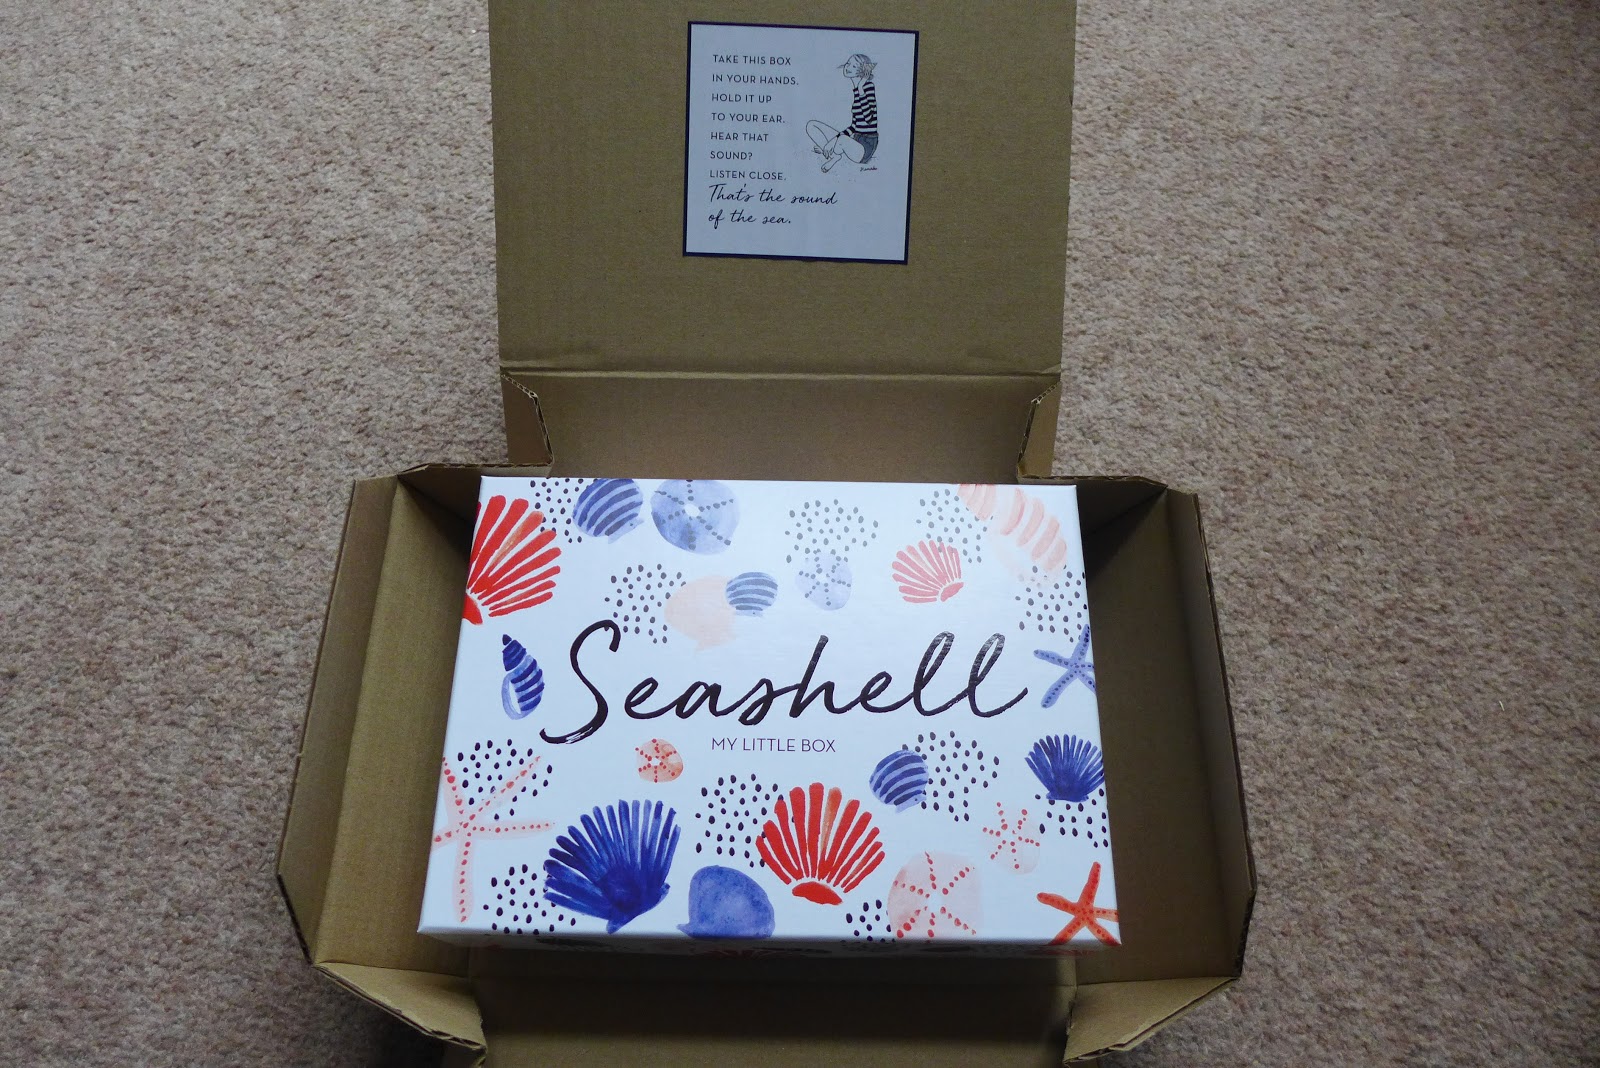 TAKE THIS BOX
IN YOUR HANDS.
HOLD IT UP
TO YOUR EAR.
HEAR THAT
SOUND?
LISTEN CLOSE.
That's the sound
of the sea.
Seashell
MY LITTLE BOX